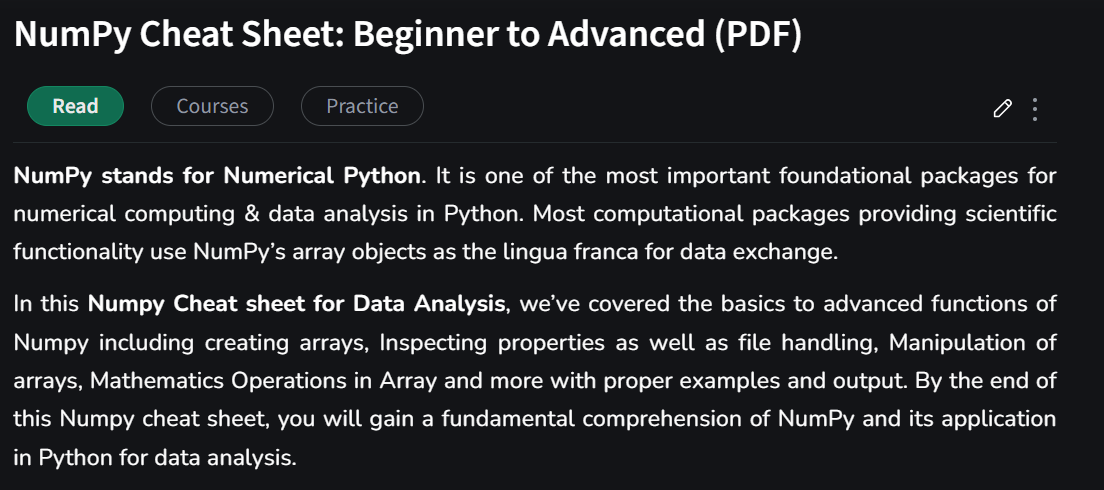 NumPy Cheat Sheet: Beginner to Advanced (PDF)
Read
Courses
Practice
NumPy stands for Numerical Python. It is one of the most important foundational packages for
numerical computing & data analysis in Python. Most computational packages providing scientific
functionality use NumPy’s array objects as the lingua franca for data exchange.
In this Numpy Cheat sheet for Data Analysis, we’ve covered the basics to advanced functions of
Numpy including creating arrays, Inspecting properties as well as file handling, Manipulation of
arrays, Mathematics Operations in Array and more with proper examples and output. By the end of
this Numpy cheat sheet, you will gain a fundamental comprehension of NumPy and its application
in Python for data analysis.